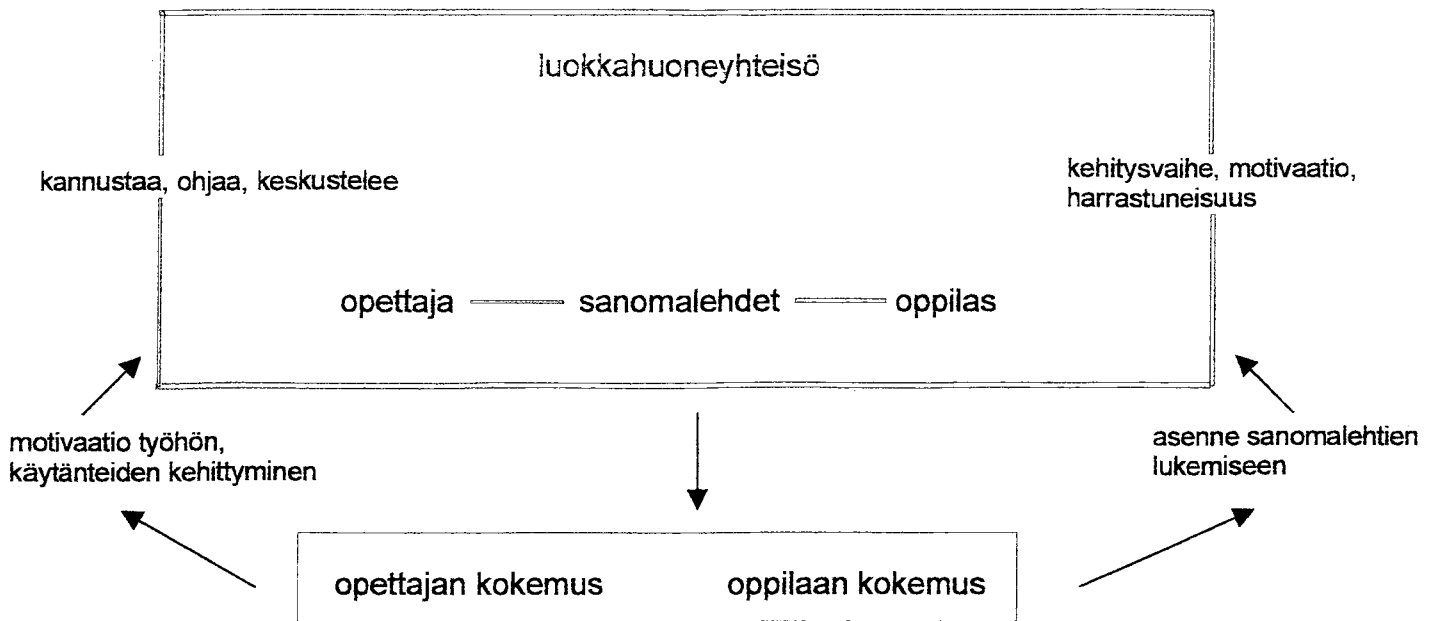 luokkahuoneyhteisö
kannustaa, ohjaa, keskustelee
kehitysvaihe, motivaatio,
harrastuneisuus
opettaja sanomalehdet oppilas
motivaatio työhön,
käytänteiden kehittyminen
asenne sanomalehtien
lukemiseen
opettajan kokemus oppilaan kokemus